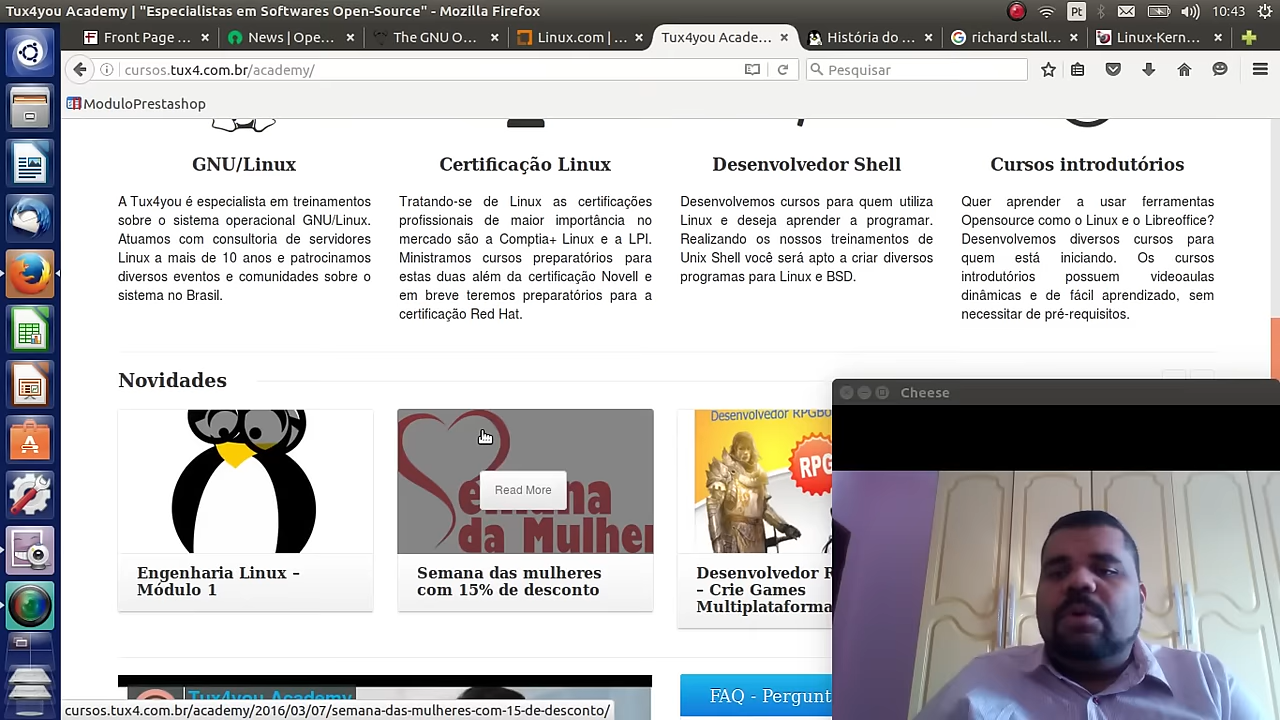 Tux4you Academy | "Especialistas em Softwares Open-Source" - Mozilla Firefox
Pt
10:43
Front Page ...
News | Ope...
The GNU O...
Linux.com | ...
Tux4you Acade...
História do ...
richard stall...
Linux-Kern...
cursos.tux4.com.br/academy/
Pesquisar
ModuloPrestashop
GNU/Linux
A Tux4you é especialista em treinamentos
sobre o sistema operacional GNU/Linux.
Atuamos com consultoria de servidores
Linux a mais de 10 anos e patrocinamos
diversos eventos e comunidades sobre o
sistema no Brasil.
Certificação Linux
Tratando-se de Linux as certificações
profissionais de maior importância no
mercado são a Comptia+ Linux e a LPI.
Ministramos cursos preparatórios para
estas duas além da certificação Novell e
em breve teremos preparatórios para a
certificação Red Hat.
Desenvolvedor Shell
Desenvolvemos cursos para quem utiliza
Linux e deseja aprender a programar.
Realizando os nossos treinamentos de
Unix Shell você será apto a criar diversos
programas para Linux e BSD.
Cursos introdutórios
Quer aprender a usar ferramentas
Opensource como o Linux e o Libreoffice?
Desenvolvemos diversos cursos para
quem está iniciando. Os cursos
introdutórios possuem videoaulas
dinâmicas e de fácil aprendizado, sem
necessitar de pré-requisitos.
Novidades
Engenharia Linux –
Módulo 1
Semana
da Mulher
Read More
Semana das mulheres
com 15% de desconto
Desenvolvedor RPGBo
RPG
Desenvolvedor R
– Crie Games
Multiplataforma
Cheese
Tux4you Academy
FAQ - Pergunt
cursos.tux4.com.br/academy/2016/03/07/semana-das-mulheres-com-15-de-desconto/